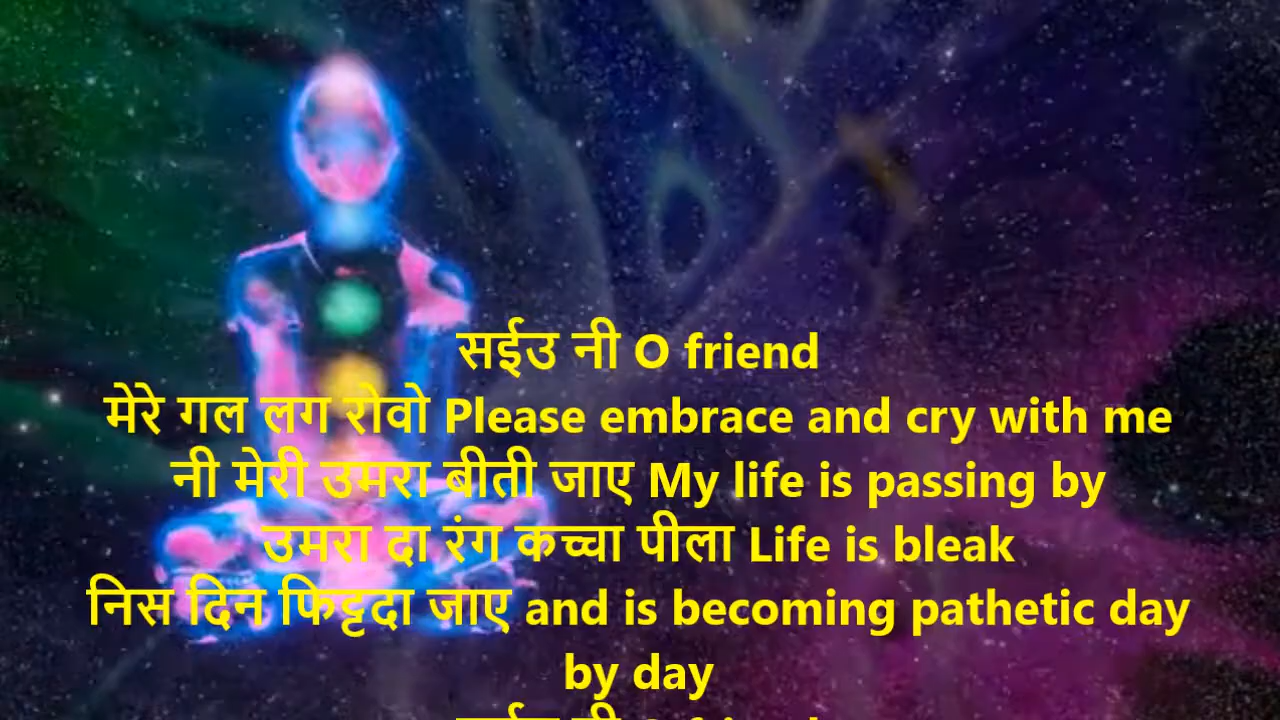 सईउ नी O friend
मेरे गल लग रोवो Please embrace and cry with me
नी मेरी उमरा बीती जाए My life is passing by
उमरा दा रंग कच्चा पीला Life is bleak
निस दिन फिट्टदा जाए and is becoming pathetic day
by day